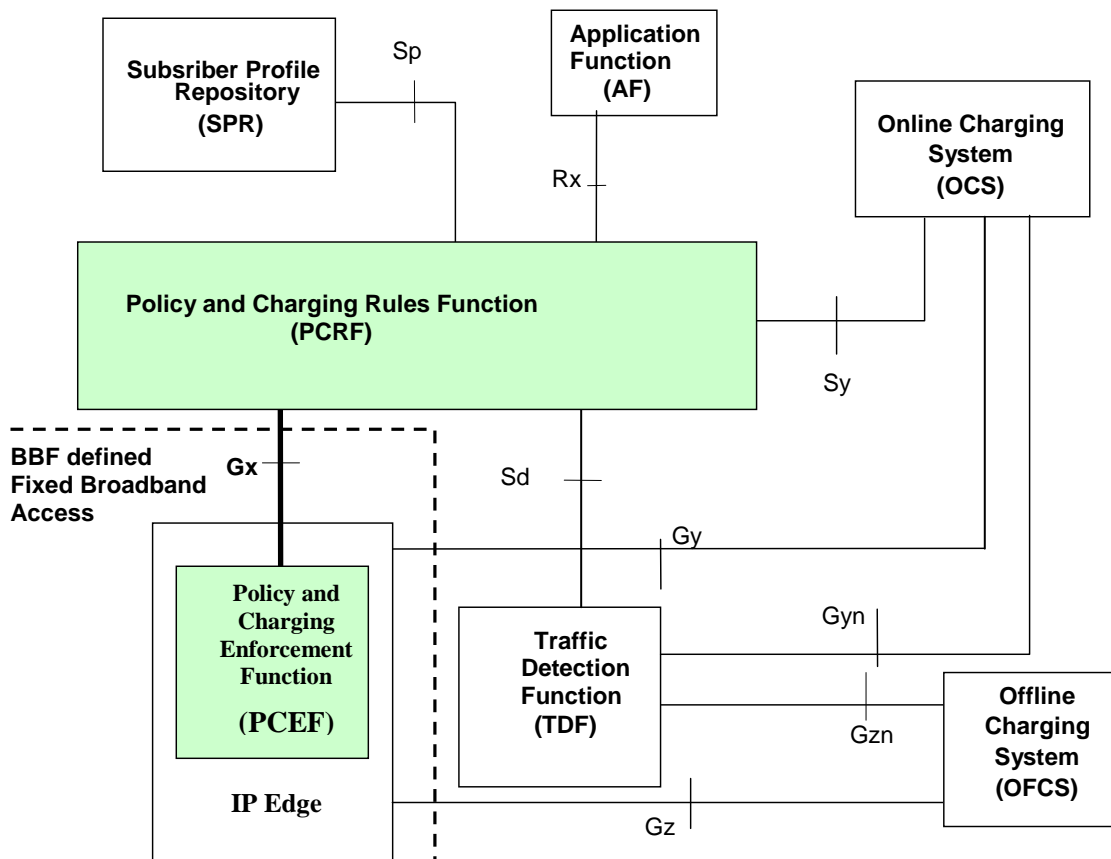 Subsriber Profile
Repository
(SPR)
Sp
Application
Function
(AF)
Rx
Online Charging
System
(OCS)
Policy and Charging Rules Function
(PCRF)
Sy
BBF defined
Fixed Broadband
Access
Gx
Sd
Gy
Policy and
Charging
Enforcement
Function
(PCEF)
IP Edge
Traffic
Detection
Function
(TDF)
Gyn
Gzn
Offline
Charging
System
(OFCS)
Gz